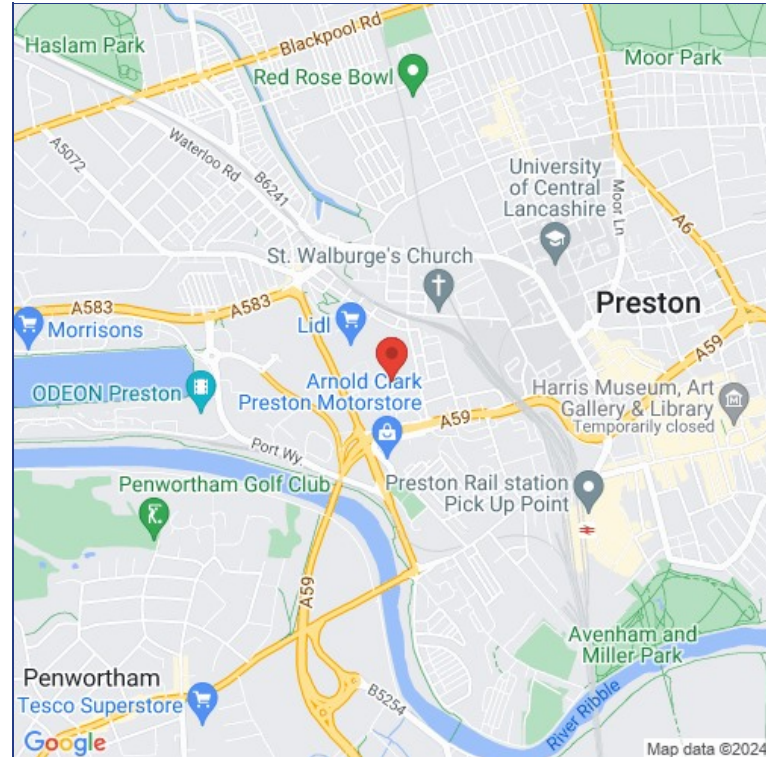 Haslam Park
Blackpool Rd
Moor Park
Red Rose Bowl
A5072
Waterloo Rd
B6241
University
of Central
Lancashire
Moor Ln
A6
St. Walburge's Church
Preston
A583
A583
Morrisons
Lidl
A59
ODEON Preston
Arnold Clark
Preston Motorstore
A59
Harris Museum, Art
Gallery & Library
Temporarily closed
Port Wy.
Penwortham Golf Club
Preston Rail station
Pick Up Point
A59
Avenham and
Miller Park
Penwortham
Tesco Superstore
B5254
River Ribble
Google
Map data ©2024